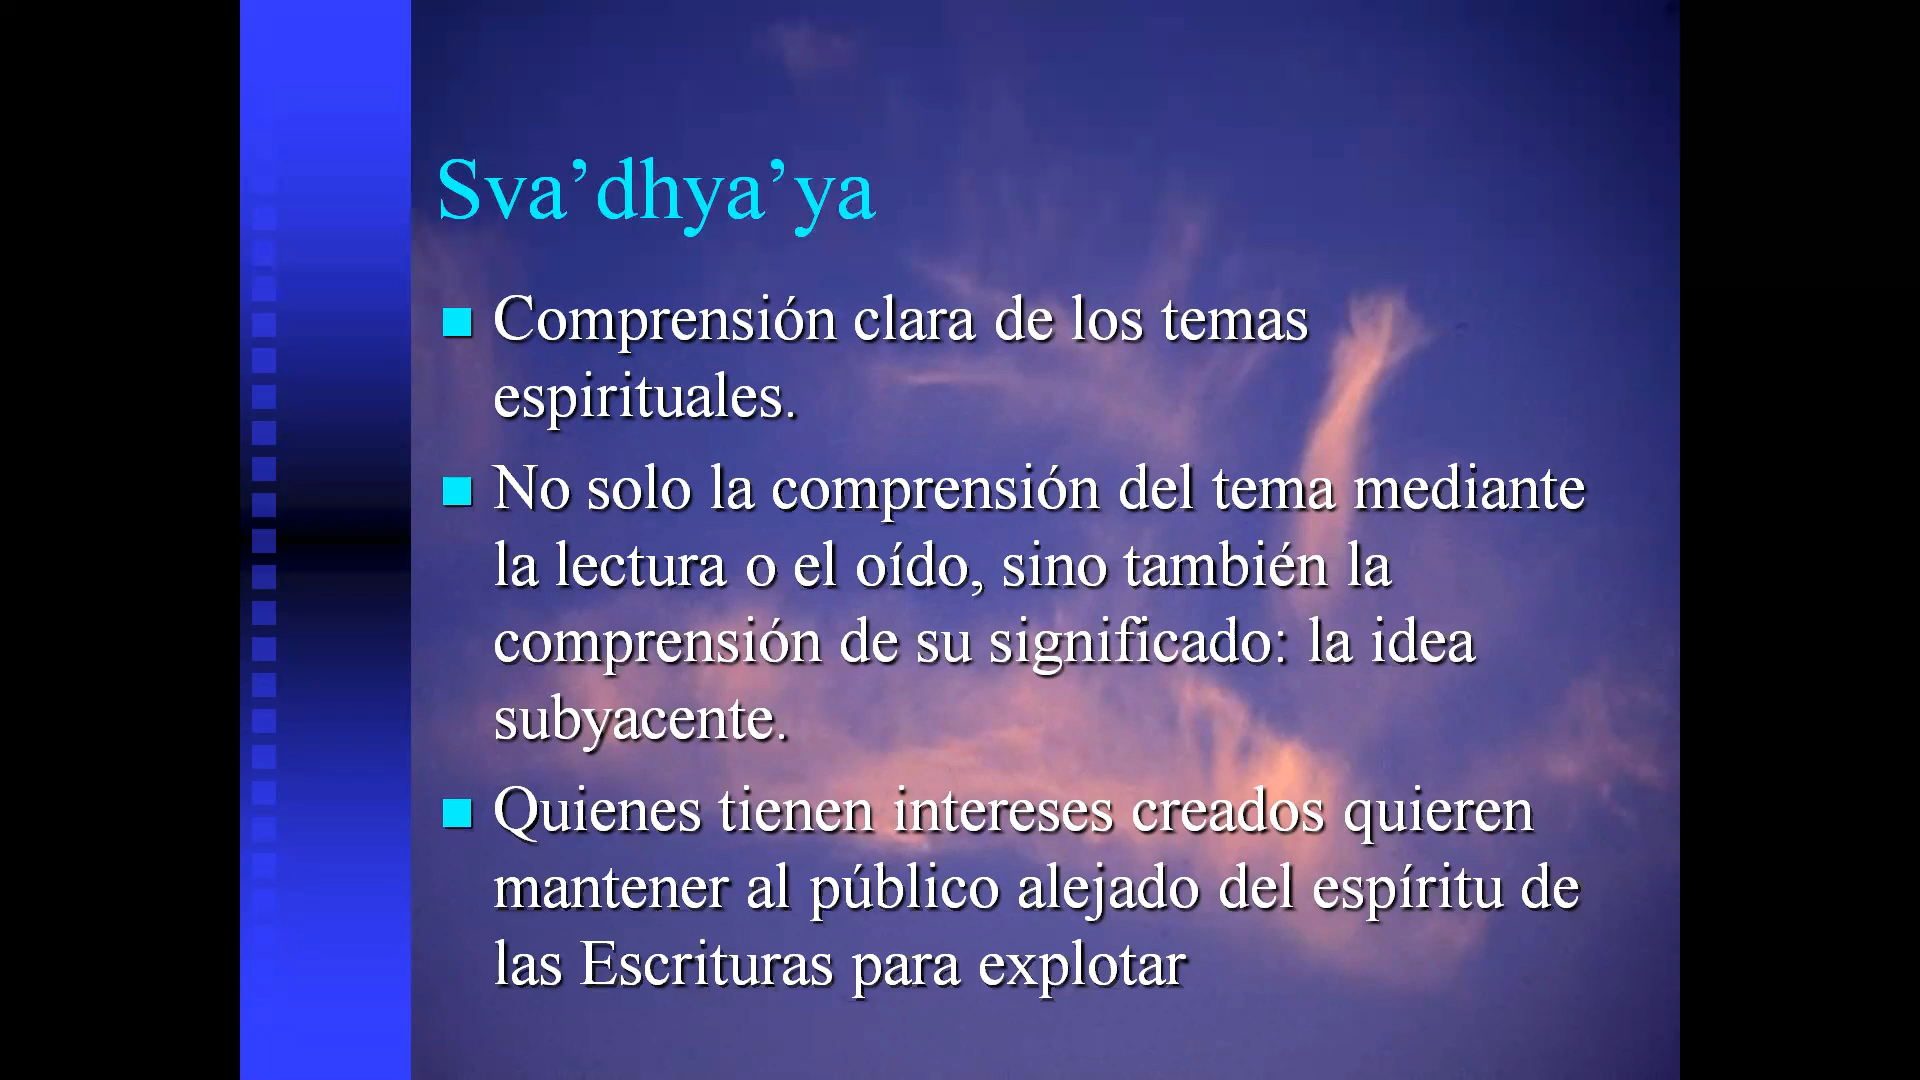 Sva’dhya’ya
Comprensión clara de los temas
espirituales.
No solo la comprensión del tema mediante
la lectura o el oído, sino también la
comprensión de su significado: la idea
subyacente.
Quienes tienen intereses creados quieren
mantener al público alejado del espíritu de
las Escrituras para explotar